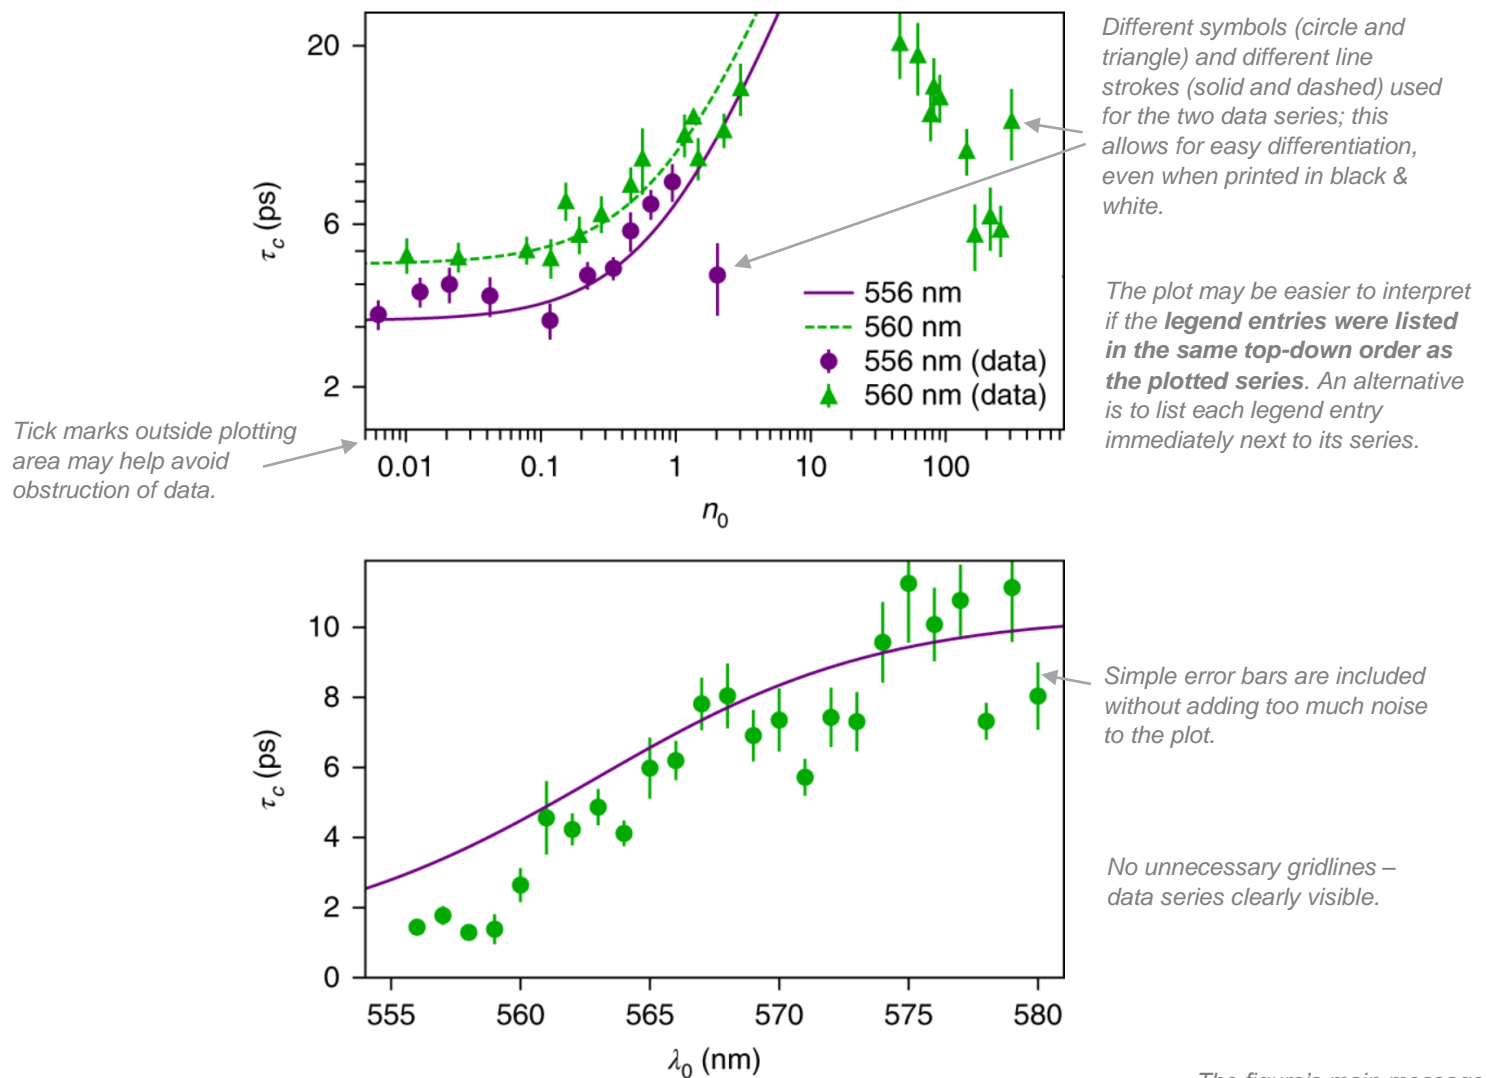 Different symbols (circle and
triangle) and different line
strokes (solid and dashed) used
for the two data series; this
allows for easy differentiation,
even when printed in black &
white.
20
6
2
τc (ps)
556 nm
560 nm
556 nm (data)
560 nm (data)
The plot may be easier to interpret
if the legend entries were listed
in the same top-down order as
the plotted series. An alternative
is to list each legend entry
immediately next to its series.
Tick marks outside plotting
area may help avoid
obstruction of data.
0.01 0.1 1 10 100
n0
10
8
6
4
2
0
τc (ps)
Simple error bars are included
without adding too much noise
to the plot.
No unnecessary gridlines –
data series clearly visible.
555 560 565 570 575 580
λ0 (nm)
The figure's main message